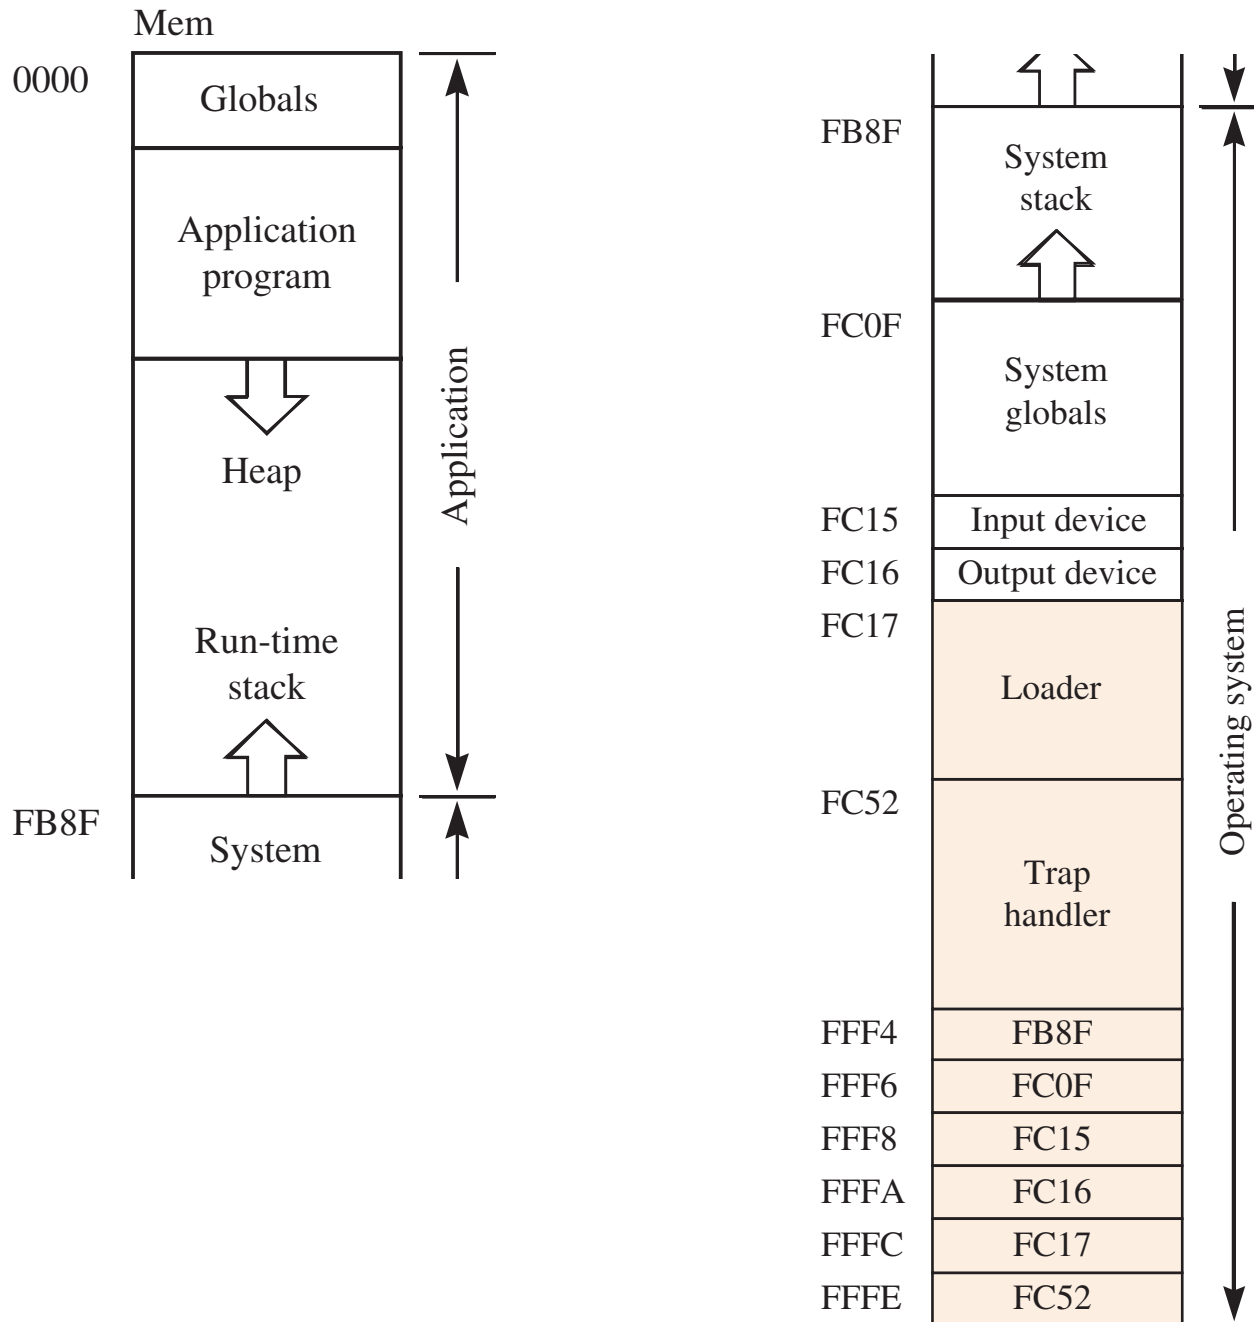 Mem
0000
Globals
Application
program
Heap
Run-time
stack
FB8F
System
Application
FB8F
System
stack
FC0F
System
globals
FC15
Input device
FC16
Output device
FC17
Loader
FC52
Trap
handler
FFF4
FB8F
FFF6
FC0F
FFF8
FC15
FFFA
FC16
FFFC
FC17
FFFE
FC52
Operating system